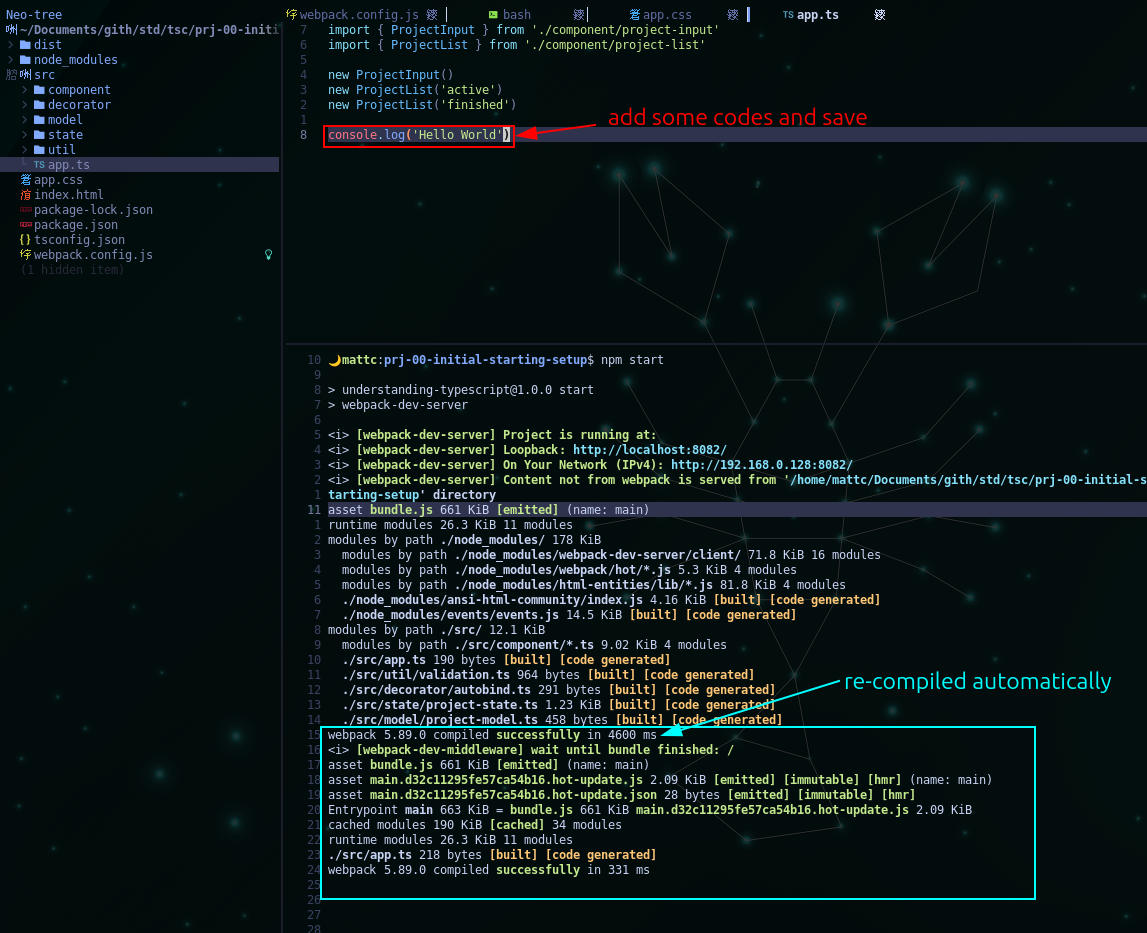 Neo-tree
webpack.config.js
bash
app.css
TS app.ts
~/Documents/gith/std/tsc/prj-00-initi
dist
node_modules
src
component
decorator
model
state
util
TS app.ts
app.css
index.html
package-lock.json
package.json
{} tsconfig.json
webpack.config.js
(1 hidden item)
7 import { ProjectInput } from './component/project-input'
6 import { ProjectList } from './component/project-list'
5
4 new ProjectInput()
3 new ProjectList('active')
2 new ProjectList('finished')
1
8 console.log('Hello World')
add some codes and save
10 🌙mattc:prj-00-initial-starting-setup$ npm start
9
8 > understanding-typescript@1.0.0 start
7 > webpack-dev-server
6
5 <i> [webpack-dev-server] Project is running at:
4 <i> [webpack-dev-server] Loopback: http://localhost:8082/
3 <i> [webpack-dev-server] On Your Network (IPv4): http://192.168.0.128:8082/
2 <i> [webpack-dev-server] Content not from webpack is served from '/home/mattc/Documents/gith/std/tsc/prj-00-initial-s
1 tarting-setup' directory
11 asset bundle.js 661 KiB [emitted] (name: main)
1 runtime modules 26.3 KiB 11 modules
2 modules by path ./node_modules/ 178 KiB
3 modules by path ./node_modules/webpack-dev-server/client/ 71.8 KiB 16 modules
4 modules by path ./node_modules/webpack/hot/*.js 5.3 KiB 4 modules
5 modules by path ./node_modules/html-entities/lib/*.js 81.8 KiB 4 modules
6 ./node_modules/ansi-html-community/index.js 4.16 KiB [built] [code generated]
7 ./node_modules/events/events.js 14.5 KiB [built] [code generated]
8 modules by path ./src/ 12.1 KiB
9 modules by path ./src/component/*.ts 9.02 KiB 4 modules
10 ./src/app.ts 190 bytes [built] [code generated]
11 ./src/util/validation.ts 964 bytes [built] [code generated]
12 ./src/decorator/autobind.ts 291 bytes [built] [code generated]
13 ./src/state/project-state.ts 1.23 KiB [built] [code generated]
14 ./src/model/project-model.ts 458 bytes [built] [code generated]
re-compiled automatically
15 webpack 5.89.0 compiled successfully in 4600 ms
16 <i> [webpack-dev-middleware] wait until bundle finished: /
17 asset bundle.js 661 KiB [emitted] (name: main)
18 asset main.d32c11295fe57ca54b16.hot-update.js 2.09 KiB [emitted] [immutable] [hmr] (name: main)
19 asset main.d32c11295fe57ca54b16.hot-update.json 28 bytes [emitted] [immutable] [hmr]
20 Entrypoint main 663 KiB = bundle.js 661 KiB main.d32c11295fe57ca54b16.hot-update.js 2.09 KiB
21 cached modules 190 KiB [cached] 34 modules
22 runtime modules 26.3 KiB 11 modules
23 ./src/app.ts 218 bytes [built] [code generated]
24 webpack 5.89.0 compiled successfully in 331 ms
25
26
27
28